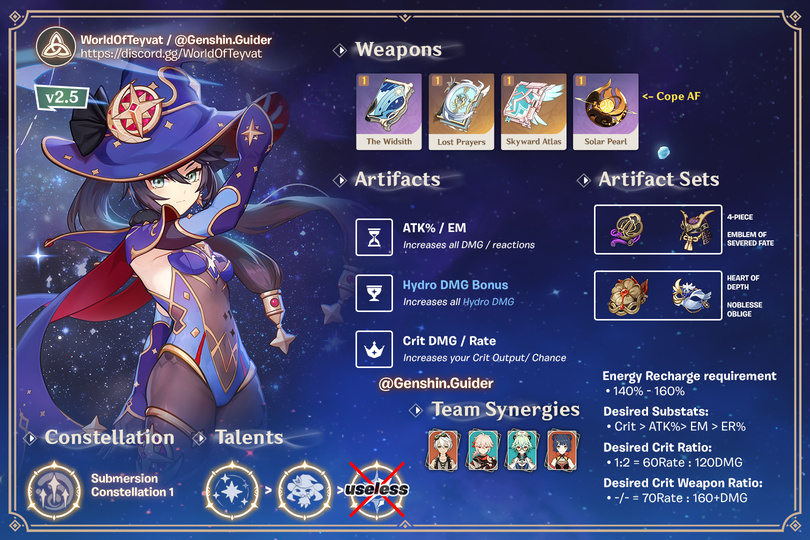 WorldOfTeyvat / @Genshin.Guider
https://discord.gg/WorldOfTeyvat
v2.5
Weapons
1
1
1
1
The Widsith
Lost Prayers
Skyward Atlas
Solar Pearl
<- Cope AF
Artifacts
ATK% / EM
Increases all DMG / reactions
Hydro DMG Bonus
Increases all Hydro DMG
Crit DMG / Rate
Increases your Crit Output/ Chance
@Genshin.Guider
Artifact Sets
4-PIECE
EMBLEM OF
SEVERED FATE
HEART OF
DEPTH
NOBLESSE
OBLIGE
Team Synergies
Energy Recharge requirement
• 140% - 160%
Desired Substats:
• Crit > ATK%> EM > ER%
Desired Crit Ratio:
• 1:2 = 60Rate : 120DMG
Desired Crit Weapon Ratio:
• -/= 70Rate : 160+DMG
Constellation
Submersion
Constellation 1
Talents
>
>
useless